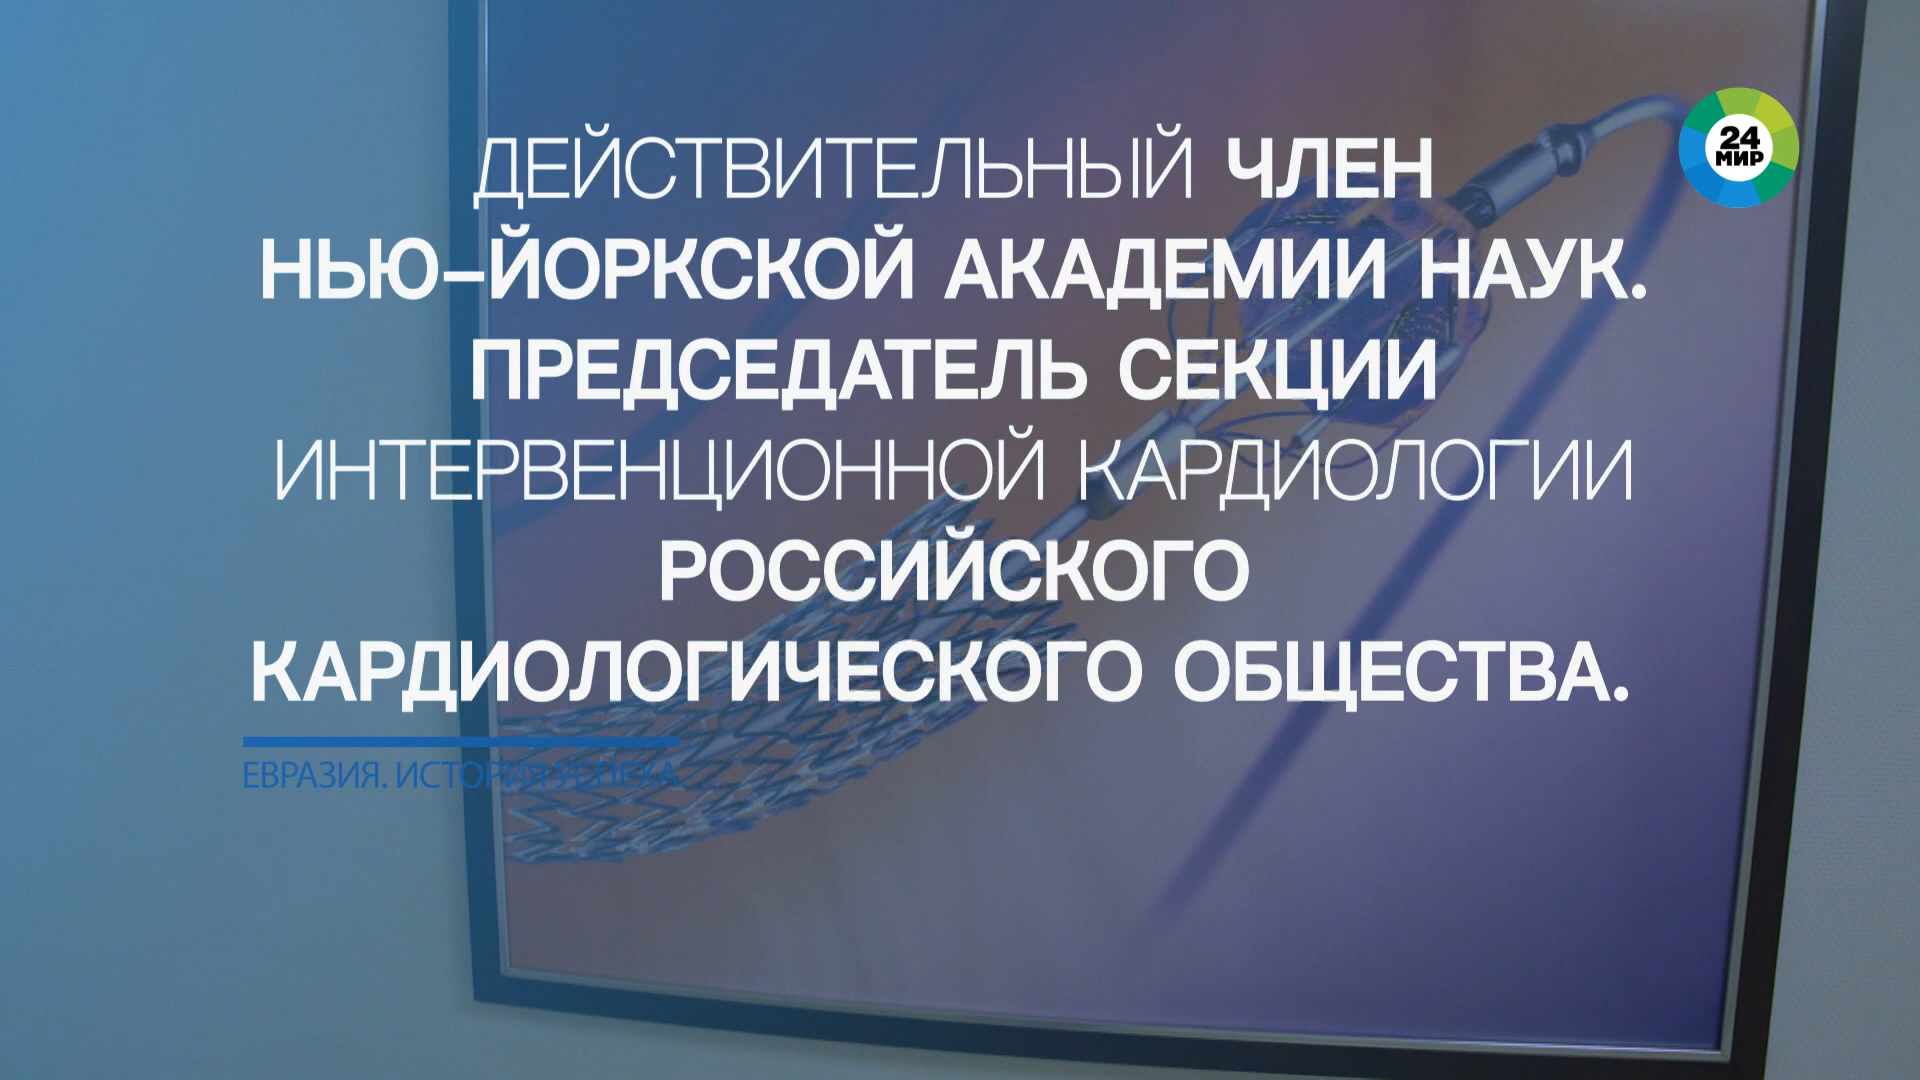 ДЕЙСТВИТЕЛЬНЫЙ ЧЛЕН
НЬЮ-ЙОРКСКОЙ АКАДЕМИИ НАУК.
ПРЕДСЕДАТЕЛЬ СЕКЦИИ
ИНТЕРВЕНЦИОННОЙ КАРДИОЛОГИИ
РОССИЙСКОГО
КАРДИОЛОГИЧЕСКОГО ОБЩЕСТВА.
ЕВРАЗИЯ. ИСТОРИЯ УСПЕХА
24
МИР